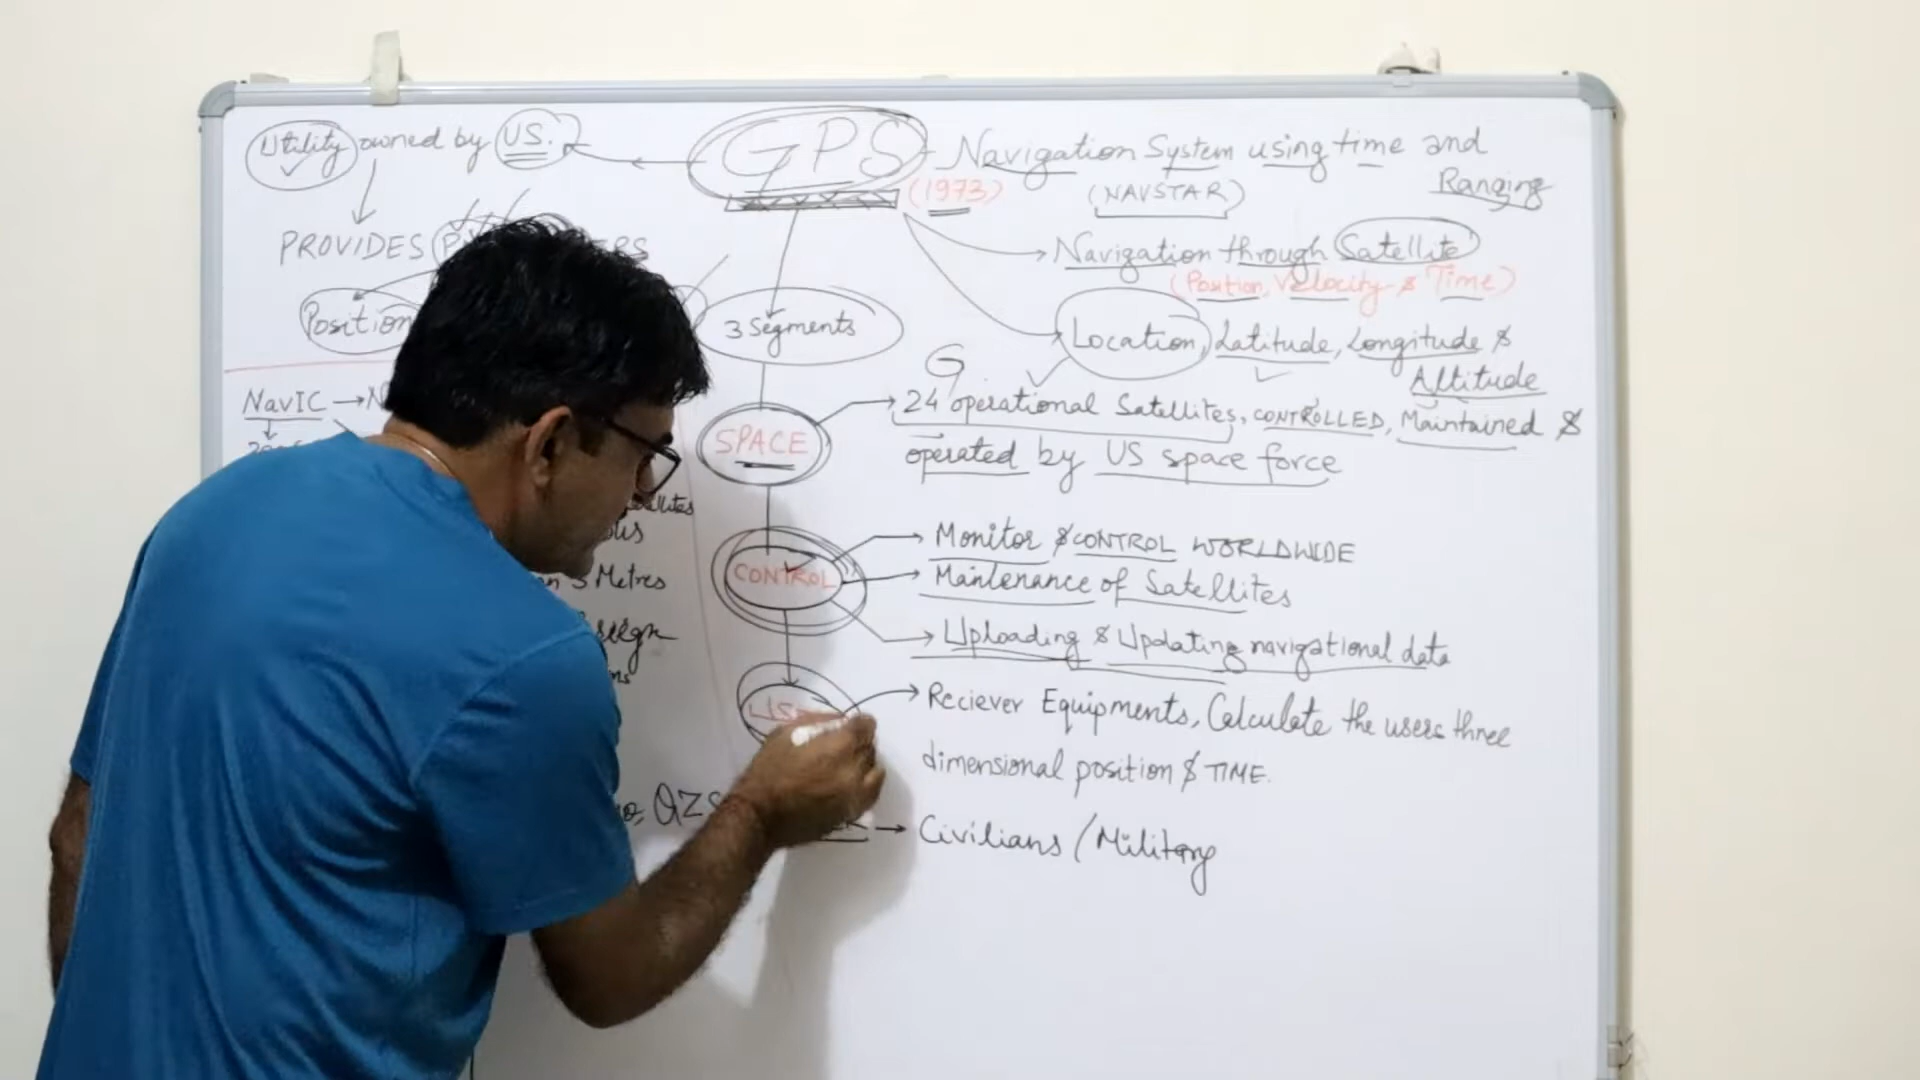 Utility owned by US.
GPS
Navigation System using time and
Ranging
(1973)
(NAVSTAR)
PROVIDES
Navigation through Satellite
(Position, Velocity & Time)
Position
3 Segments
Location, Latitude, Longitude &
Altitude
G
NavIC → N
SPACE
24 operational Satellites, CONTROLLED, Maintained &
operated by US space force
CONTROL
Monitor & CONTROL WORLDWIDE
Maintenance of Satellites
3 Metres
Uploading & Updating navigational data
Reciever Equipments, Calculate the users three
dimensional position & TIME.
QZS
Civilians / Military